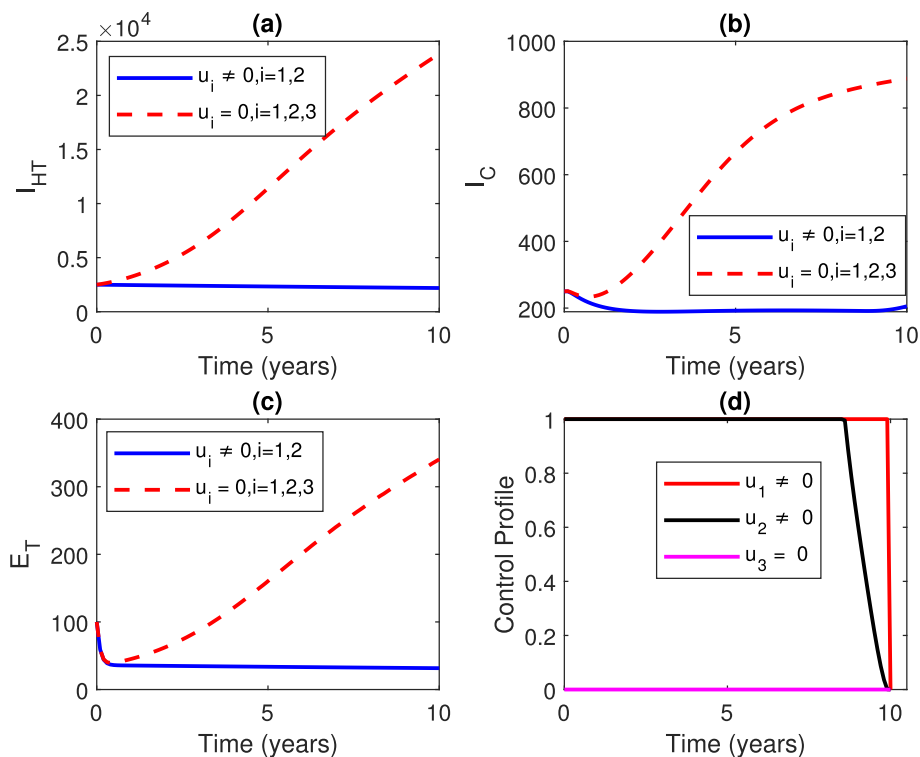 (a)
×10⁴
2.5
2
1.5
1
0.5
0
0
5
10
I_HT
Time (years)
u_i ≠ 0,i=1,2
u_i = 0,i=1,2,3
(b)
1000
800
600
400
200
0
5
10
I_C
Time (years)
u_i ≠ 0,i=1,2
u_i = 0,i=1,2,3
(c)
400
300
200
100
0
0
5
10
E_T
Time (years)
u_i ≠ 0,i=1,2
u_i = 0,i=1,2,3
(d)
1
0.8
0.6
0.4
0.2
0
0
5
10
Control Profile
Time (years)
u_1 ≠ 0
u_2 ≠ 0
u_3 = 0